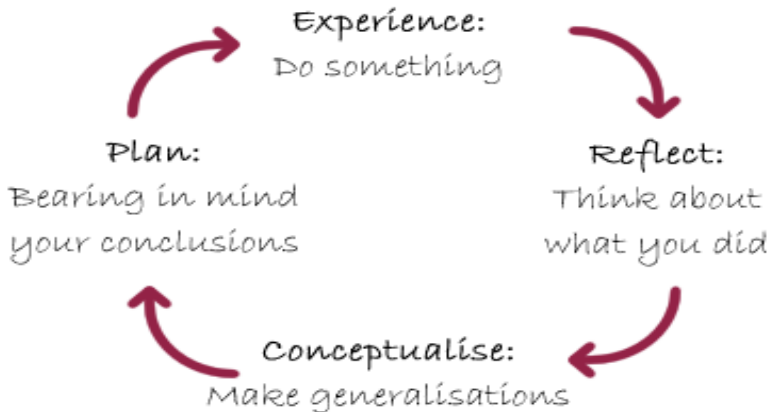 Experience:
Do something
Reflect:
Think about
what you did
Conceptualise:
Make generalisations
Plan:
Bearing in mind
your conclusions